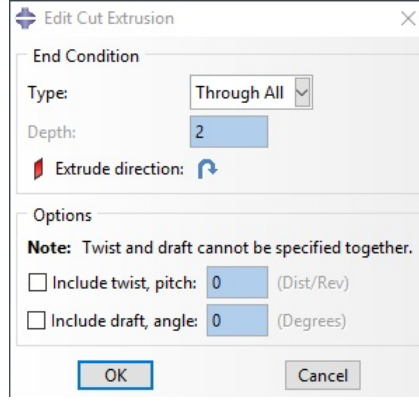 Edit Cut Extrusion
End Condition
Type: Through All
Depth: 2
Extrude direction:
Options
Note: Twist and draft cannot be specified together.
Include twist, pitch: 0 (Dist/Rev)
Include draft, angle: 0 (Degrees)
OK Cancel